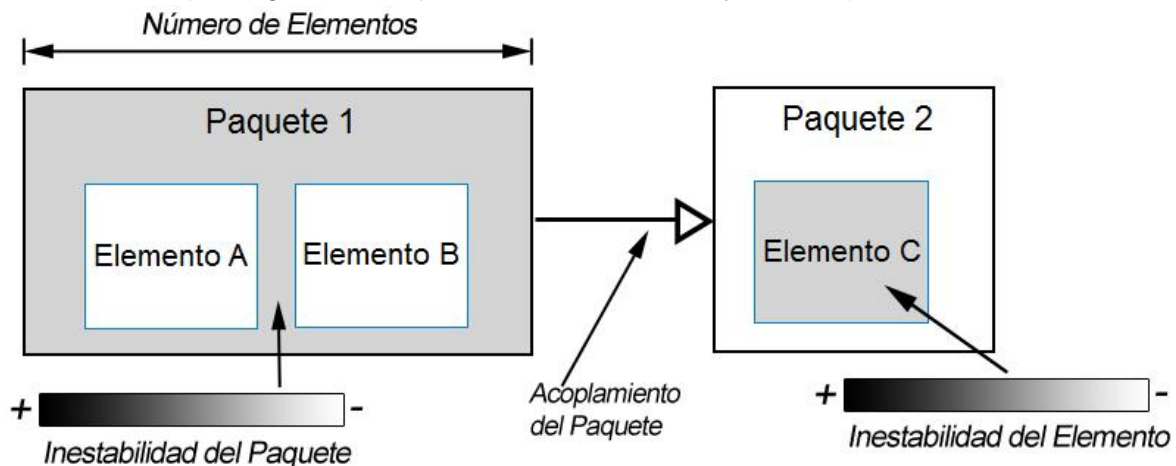 Número de Elementos
Paquete 1
Paquete 2
Elemento A
Elemento B
Elemento C
+
-
Inestabilidad del Paquete
Acoplamiento
del Paquete
+
-
Inestabilidad del Elemento